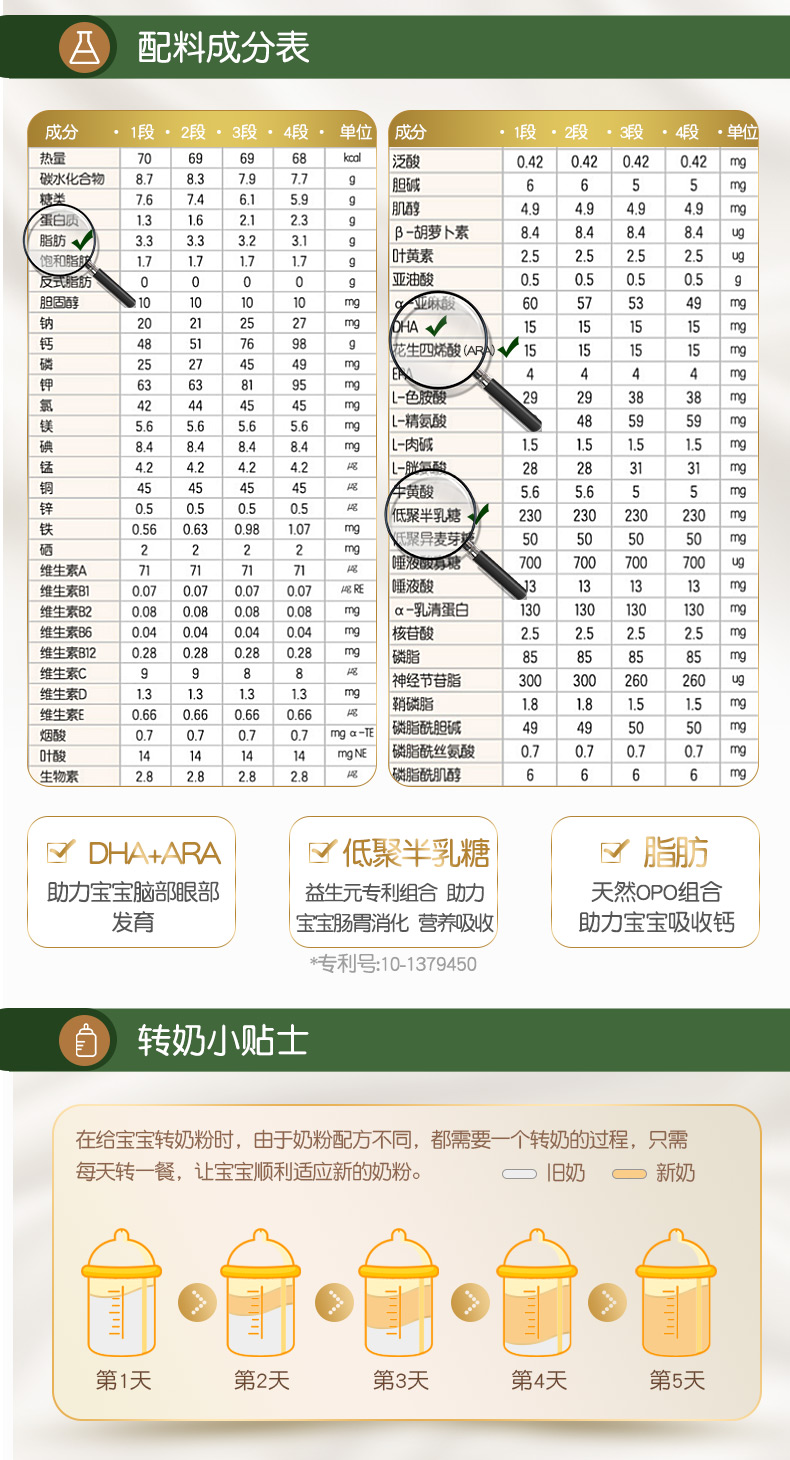 配料成分表
成分 · 1段 · 2段 · 3段 · 4段 · 单位
热量 70 69 69 68 kcal
碳水化合物 8.7 8.3 7.9 7.7 g
糖类 7.6 7.4 6.1 5.9 g
蛋白质 1.3 1.6 2.1 2.3 g
脂肪 3.3 3.3 3.2 3.1 g
饱和脂肪 1.7 1.7 1.7 1.7 g
反式脂肪 0 0 0 0 g
胆固醇 10 10 10 10 mg
钠 20 21 25 27 mg
钙 48 51 76 98 g
磷 25 27 45 49 mg
钾 63 63 81 95 mg
氯 42 44 45 45 mg
镁 5.6 5.6 5.6 5.6 mg
碘 8.4 8.4 8.4 8.4 mg
锰 4.2 4.2 4.2 4.2 μg
铜 45 45 45 45 μg
锌 0.5 0.5 0.5 0.5 μg
铁 0.56 0.63 0.98 1.07 mg
硒 2 2 2 2 mg
维生素A 71 71 71 71 μg
维生素B1 0.07 0.07 0.07 0.07 μg RE
维生素B2 0.08 0.08 0.08 0.08 mg
维生素B6 0.04 0.04 0.04 0.04 mg
维生素B12 0.28 0.28 0.28 0.28 mg
维生素C 9 9 8 8 μg
维生素D 1.3 1.3 1.3 1.3 mg
维生素E 0.66 0.66 0.66 0.66 μg
烟酸 0.7 0.7 0.7 0.7 mg α-TE
叶酸 14 14 14 14 mg NE
生物素 2.8 2.8 2.8 2.8 μg
成分 · 1段 · 2段 · 3段 · 4段 · 单位
泛酸 0.42 0.42 0.42 0.42 mg
胆碱 6 6 5 5 mg
肌醇 4.9 4.9 4.9 4.9 mg
β-胡萝卜素 8.4 8.4 8.4 8.4 ug
叶黄素 2.5 2.5 2.5 2.5 ug
亚油酸 0.5 0.5 0.5 0.5 g
α-亚麻酸 60 57 53 49 mg
DHA 15 15 15 15 mg
花生四烯酸(ARA) 15 15 15 15 mg
EPA 4 4 4 4 mg
L-色胺酸 29 29 38 38 mg
L-精氨酸 48 59 59 mg
L-肉碱 1.5 1.5 1.5 1.5 mg
L-胱氨酸 28 28 31 31 mg
牛黄酸 5.6 5.6 5 5 mg
低聚半乳糖 230 230 230 230 mg
低聚异麦芽糖 50 50 50 50 mg
唾液酸寡糖 700 700 700 700 ug
唾液酸 13 13 13 13 mg
α-乳清蛋白 130 130 130 130 mg
核苷酸 2.5 2.5 2.5 2.5 mg
磷脂 85 85 85 85 mg
神经节苷脂 300 300 260 260 ug
鞘磷脂 1.8 1.8 1.5 1.5 mg
磷脂酰胆碱 49 49 50 50 mg
磷脂酰丝氨酸 0.7 0.7 0.7 0.7 mg
磷脂酰肌醇 6 6 6 6 mg
DHA+ARA
助力宝宝脑部眼部
发育
低聚半乳糖
益生元专利组合 助力
宝宝肠胃消化 营养吸收
脂肪
天然OPO组合
助力宝宝吸收钙
*专利号:10-1379450
转奶小贴士
在给宝宝转奶粉时，由于奶粉配方不同，都需要一个转奶的过程，只需
每天转一餐，让宝宝顺利适应新的奶粉。
旧奶 新奶
第1天 第2天 第3天 第4天 第5天